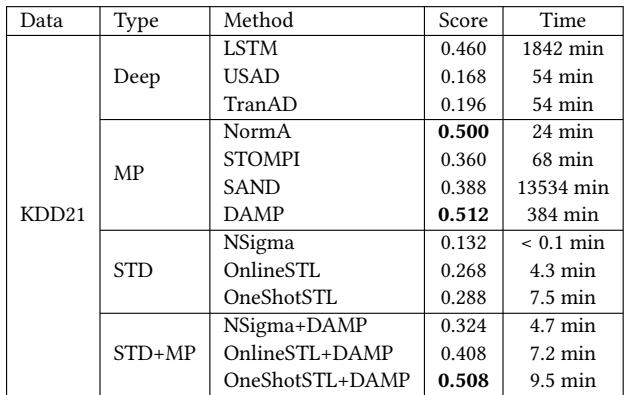 Data Type Method Score Time
LSTM 0.460 1842 min
Deep USAD 0.168 54 min
TranAD 0.196 54 min
NormA 0.500 24 min
STOMPI 0.360 68 min
MP
SAND 0.388 13534 min
KDD21 DAMP 0.512 384 min
NSigma 0.132 < 0.1 min
STD OnlineSTL 0.268 4.3 min
OneShotSTL 0.288 7.5 min
NSigma+DAMP 0.324 4.7 min
STD+MP OnlineSTL+DAMP 0.408 7.2 min
OneShotSTL+DAMP 0.508 9.5 min